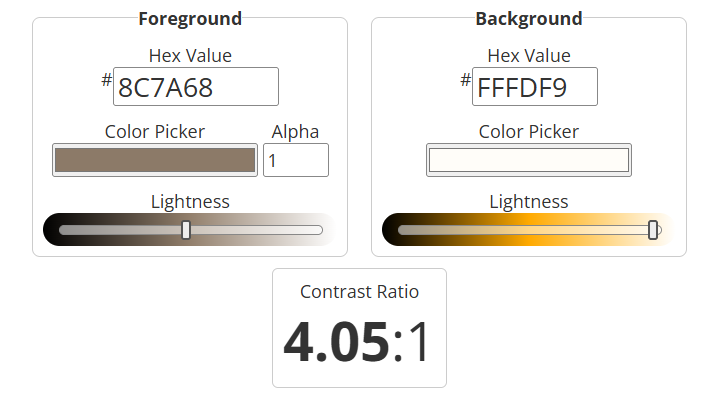 Foreground
Hex Value
#8C7A68
Color Picker
Alpha
1
Lightness
Background
Hex Value
#FFFDF9
Color Picker
Lightness
Contrast Ratio
4.05:1